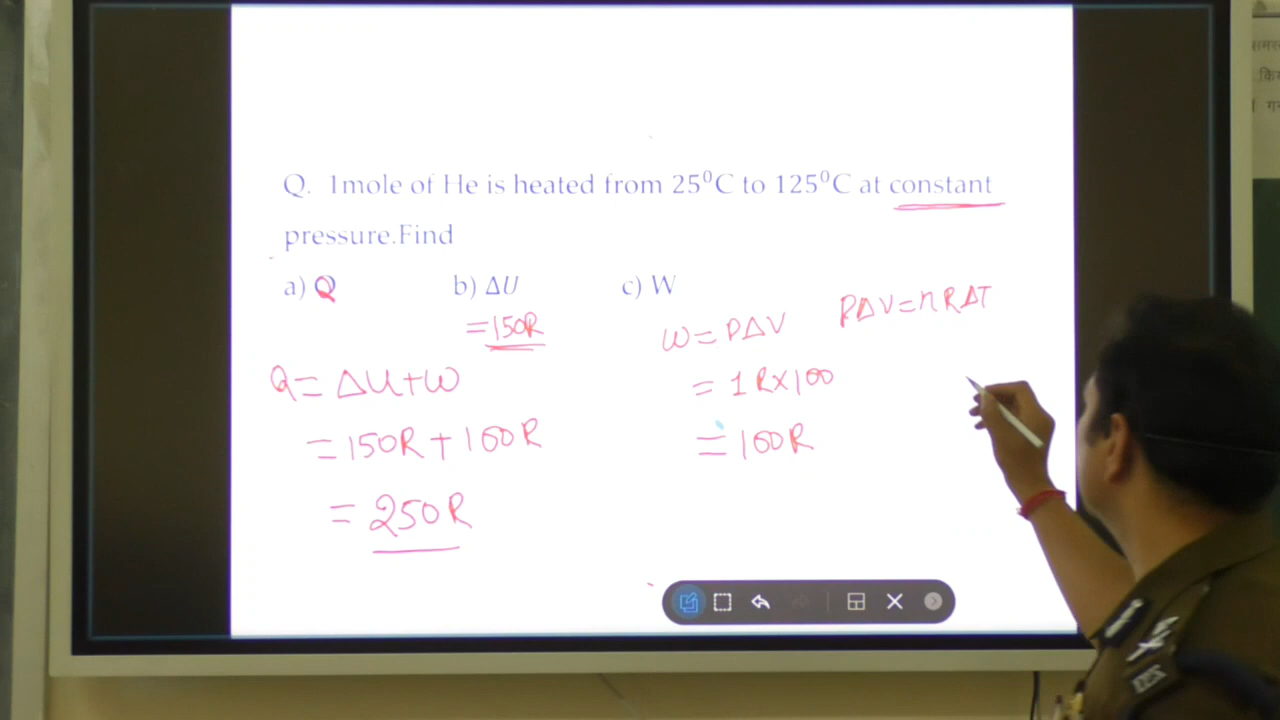 Q. 1mole of He is heated from 25⁰C to 125⁰C at constant
pressure.Find
a) Q b) ΔU c) W
=150R
W=PΔV PΔV=nRΔT
Q=ΔU+W
=1R×100
=150R+100R
=100R
=250R